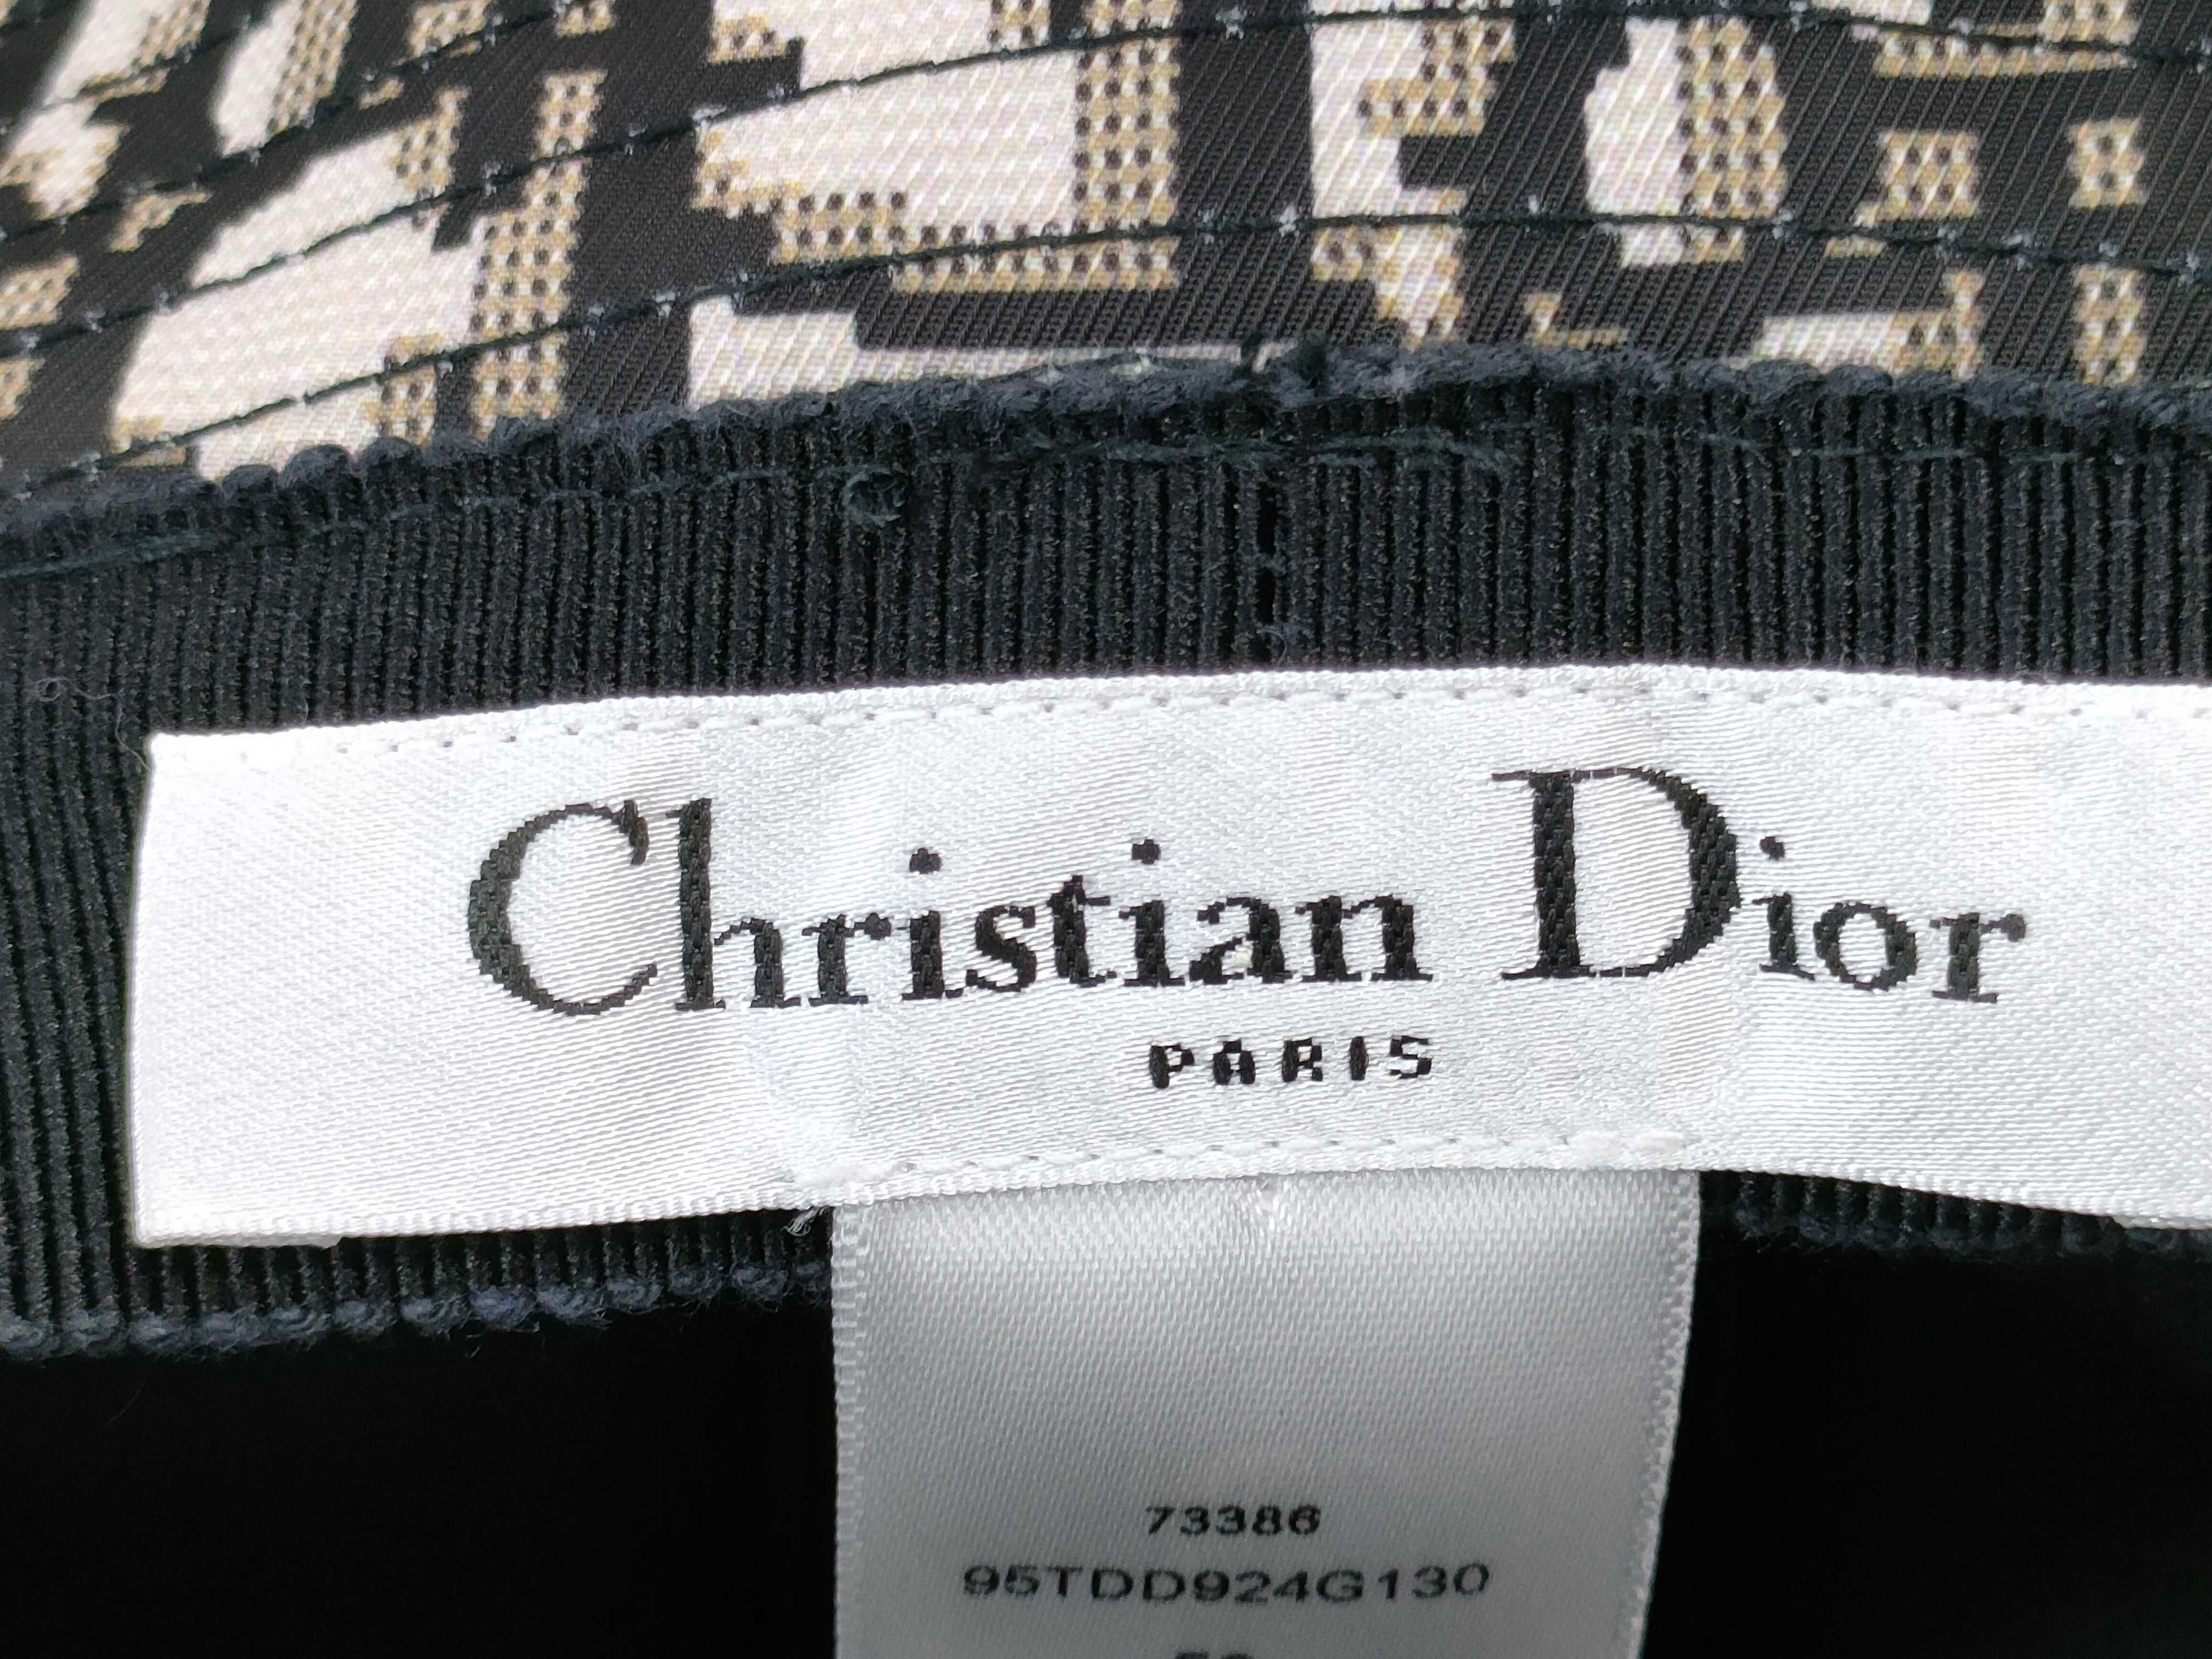 Christian Dior
PARIS
73386
95TDD924G130